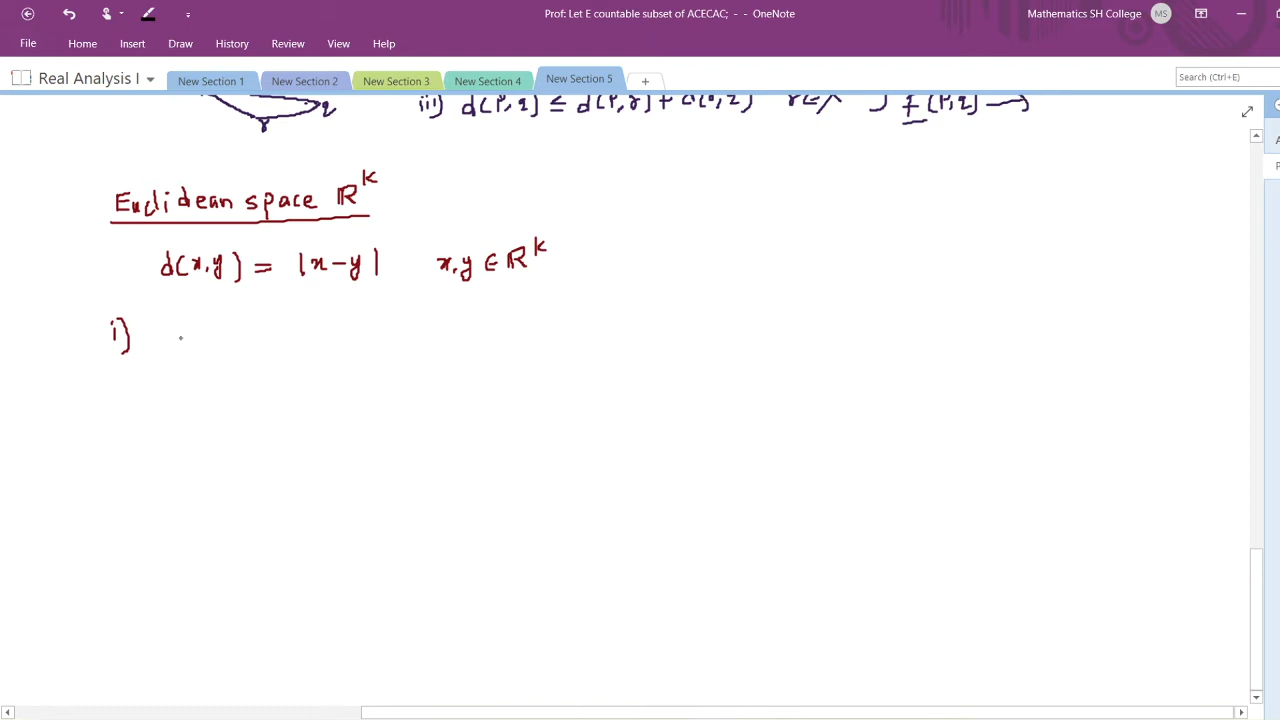 Prof: Let E countable subset of ACECAC; - - OneNote
Mathematics SH College MS
File Home Insert Draw History Review View Help
Real Analysis I New Section 1 New Section 2 New Section 3 New Section 4 New Section 5 +
Search (Ctrl+E)
iii) d(p,q) ≤ d(p,r) + d(r,q) r∈X
r q
Euclidean space ℝ^k
d(x,y) = |x-y| x,y ∈ ℝ^k
i)